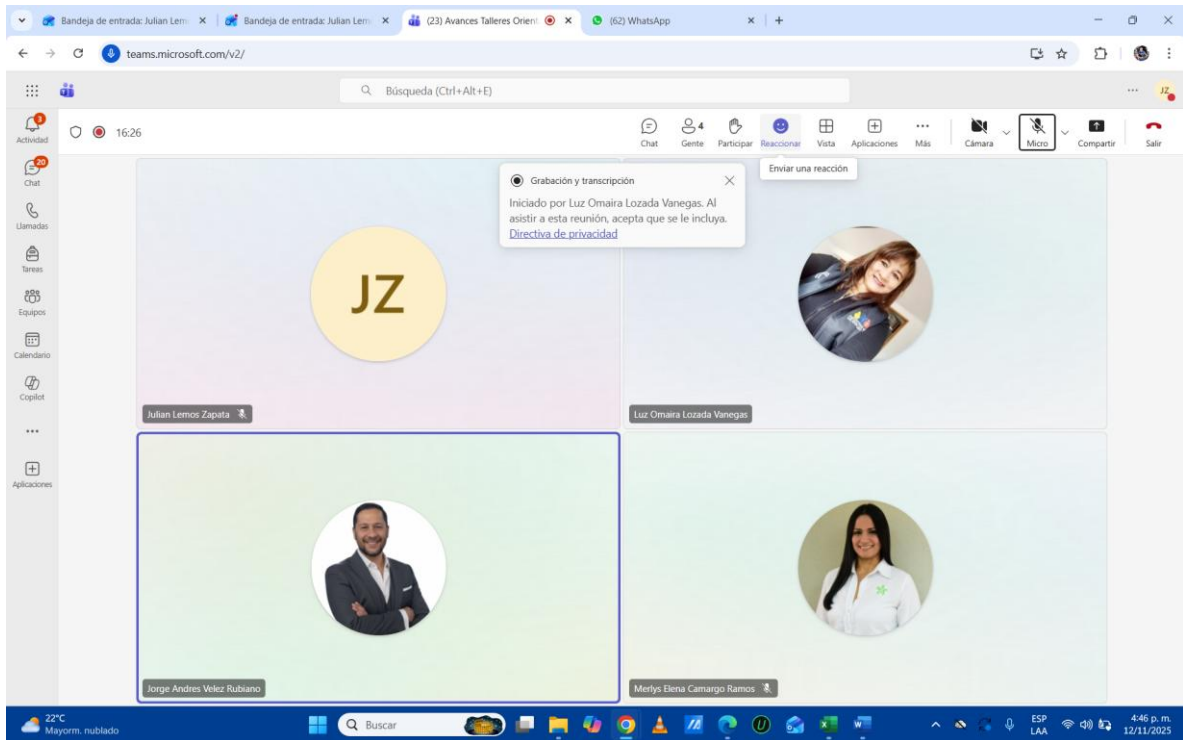 Bandeja de entrada: Julian Lem
Bandeja de entrada: Julian Lem
(23) Avances Talleres Orient
(62) WhatsApp
teams.microsoft.com/v2/
Búsqueda (Ctrl+Alt+E)
JZ
3
Actividad
16:26
4
Chat
Gente
Participar
Reaccionar
Vista
Aplicaciones
Más
Cámara
Micro
Compartir
Salir
Enviar una reacción
20
Chat
Llamadas
Tareas
Equipos
Calendario
Copilot
Aplicaciones
Grabación y transcripción
Iniciado por Luz Omaira Lozada Vanegas. Al
asistir a esta reunión, acepta que se le incluya.
Directiva de privacidad
JZ
Julian Lemos Zapata
Luz Omaira Lozada Vanegas
Jorge Andres Velez Rubiano
Merlys Elena Camargo Ramos
22°C
Mayorm. nublado
Buscar
ESP
LAA
4:46 p. m.
12/11/2025